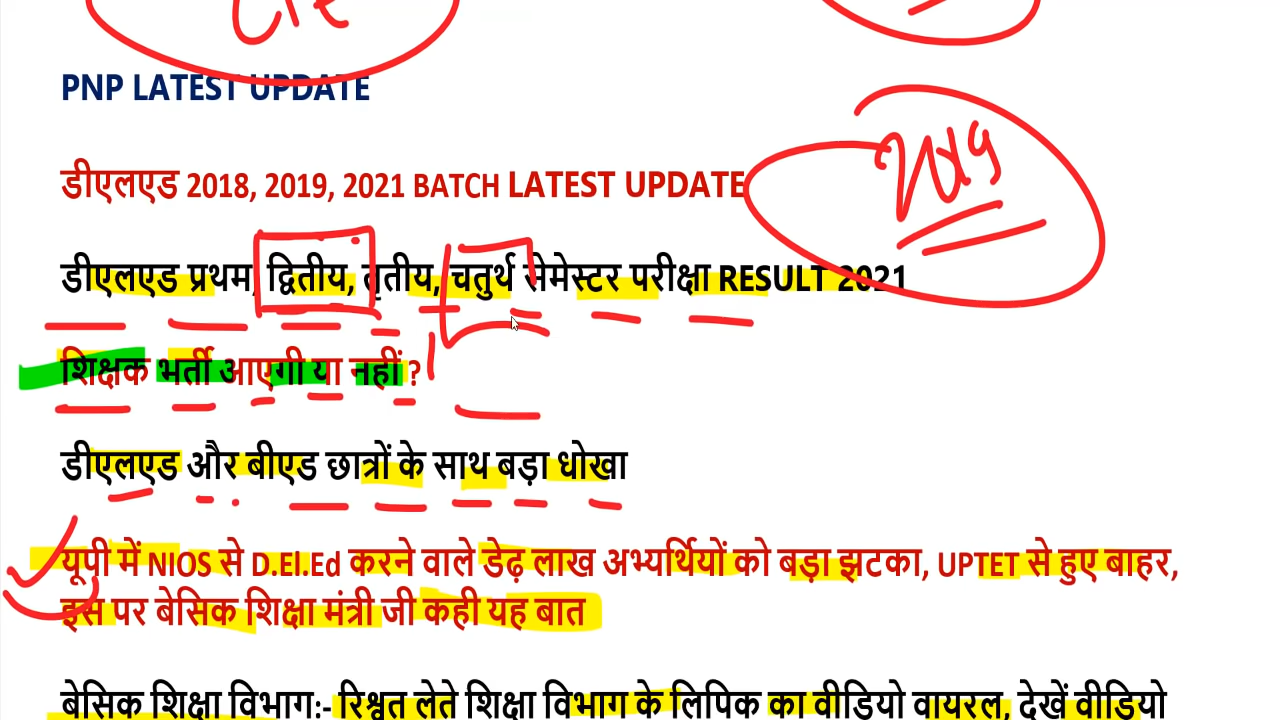 PNP LATEST UPDATE
डीएलएड 2018, 2019, 2021 BATCH LATEST UPDATE
2019
डीएलएड प्रथम, द्वितीय, तृतीय, चतुर्थ सेमेस्टर परीक्षा RESULT 2021
शिक्षक भर्ती आएगी या नहीं ?
डीएलएड और बीएड छात्रों के साथ बड़ा धोखा
यूपी में NIOS से D.El.Ed करने वाले डेढ़ लाख अभ्यर्थियों को बड़ा झटका, UPTET से हुए बाहर,
इस पर बेसिक शिक्षा मंत्री जी कही यह बात
बेसिक शिक्षा विभाग:- रिश्वत लेते शिक्षा विभाग के लिपिक का वीडियो वायरल, देखें वीडियो